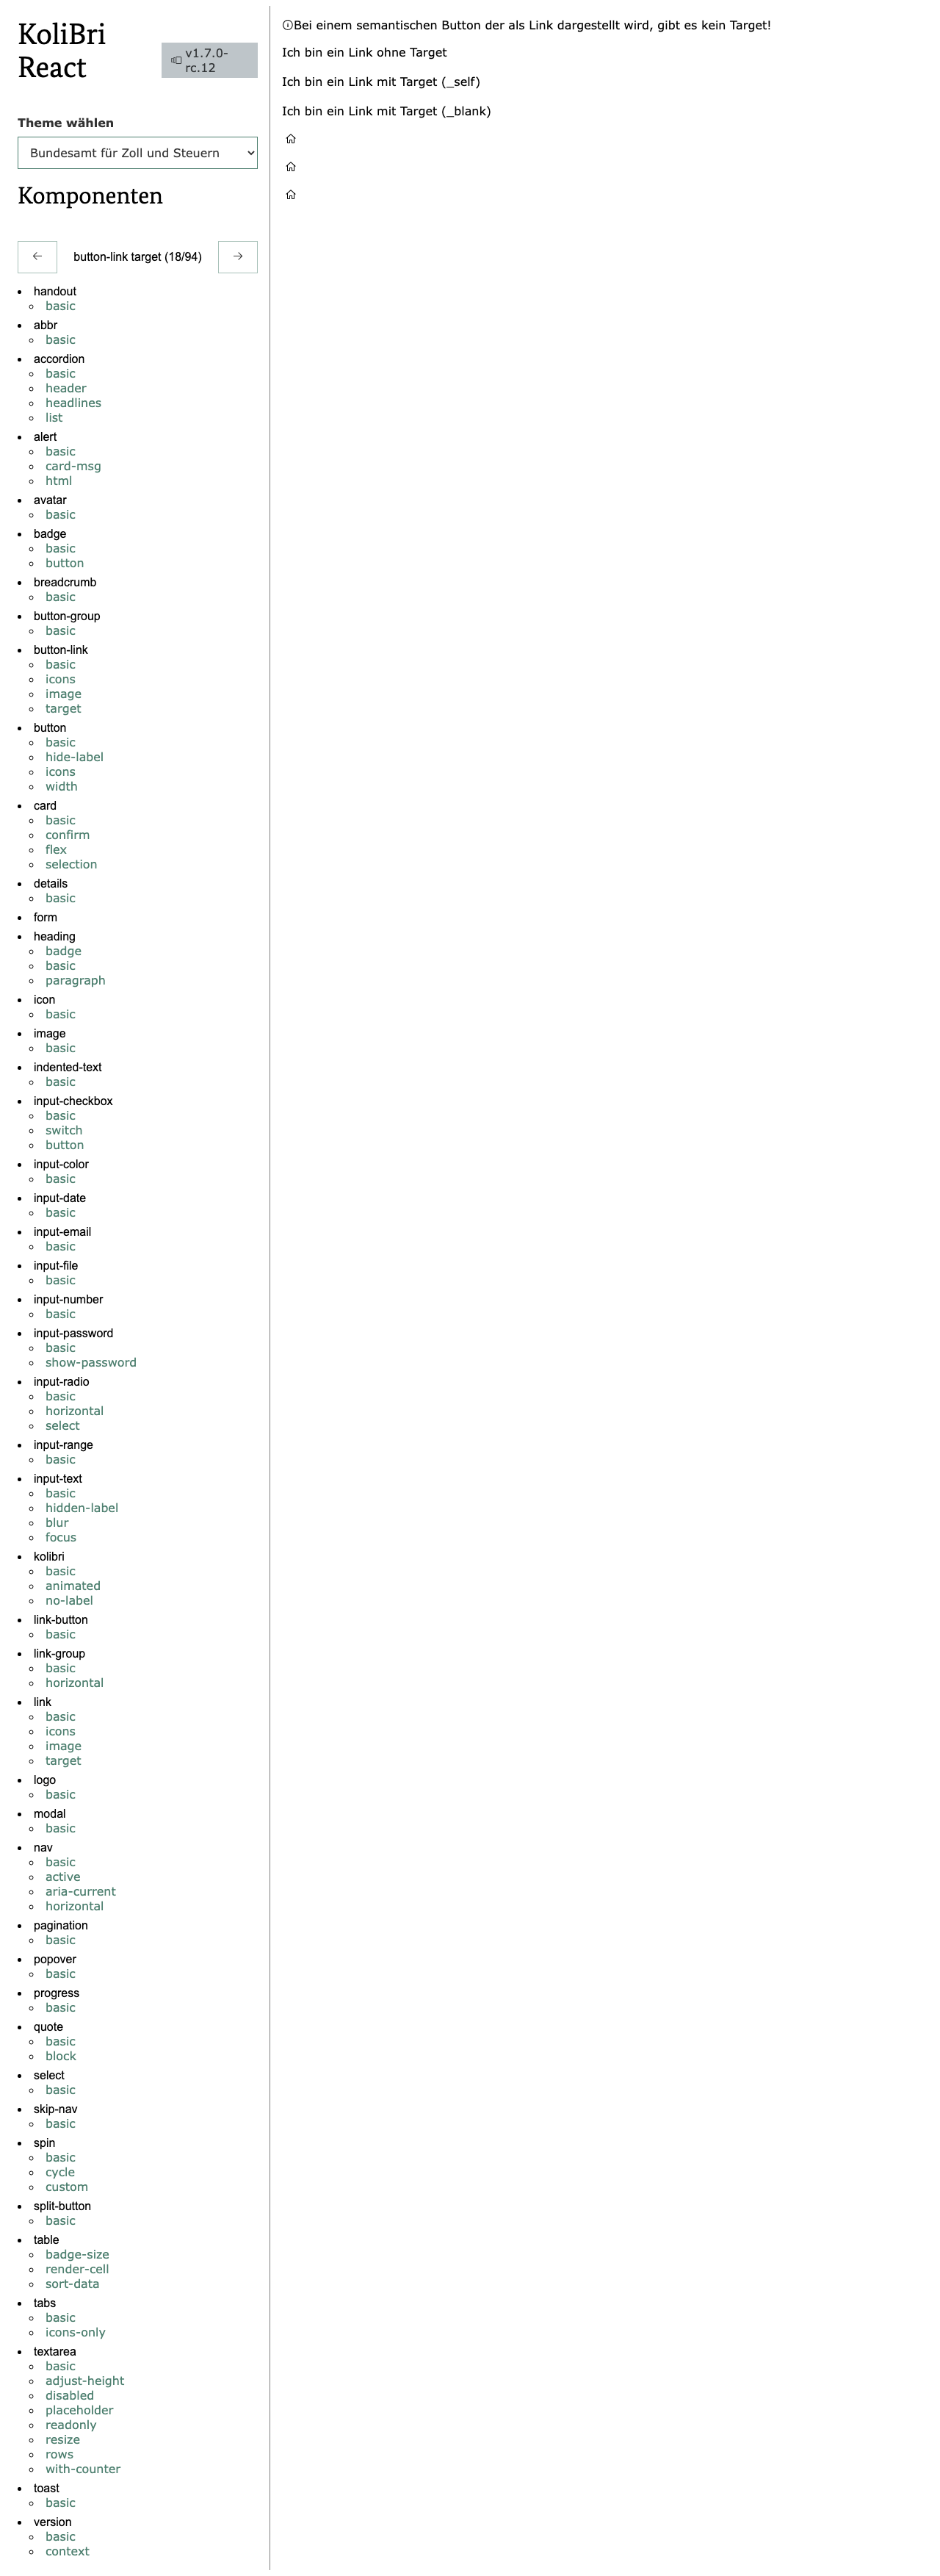 KoliBri
React
v1.7.0-
rc.12
Theme wählen
Bundesamt für Zoll und Steuern
Komponenten
button-link target (18/94)
handout
basic
abbr
basic
accordion
basic
header
headlines
list
alert
basic
card-msg
html
avatar
basic
badge
basic
button
breadcrumb
basic
button-group
basic
button-link
basic
icons
image
target
button
basic
hide-label
icons
width
card
basic
confirm
flex
selection
details
basic
form
heading
badge
basic
paragraph
icon
basic
image
basic
indented-text
basic
input-checkbox
basic
switch
button
input-color
basic
input-date
basic
input-email
basic
input-file
basic
input-number
basic
input-password
basic
show-password
input-radio
basic
horizontal
select
input-range
basic
input-text
basic
hidden-label
blur
focus
kolibri
basic
animated
no-label
link-button
basic
link-group
basic
horizontal
link
basic
icons
image
target
logo
basic
modal
basic
nav
basic
active
aria-current
horizontal
pagination
basic
popover
basic
progress
basic
quote
basic
block
select
basic
skip-nav
basic
spin
basic
cycle
custom
split-button
basic
table
badge-size
render-cell
sort-data
tabs
basic
icons-only
textarea
basic
adjust-height
disabled
placeholder
readonly
resize
rows
with-counter
toast
basic
version
basic
context
Bei einem semantischen Button der als Link dargestellt wird, gibt es kein Target!
Ich bin ein Link ohne Target
Ich bin ein Link mit Target (_self)
Ich bin ein Link mit Target (_blank)